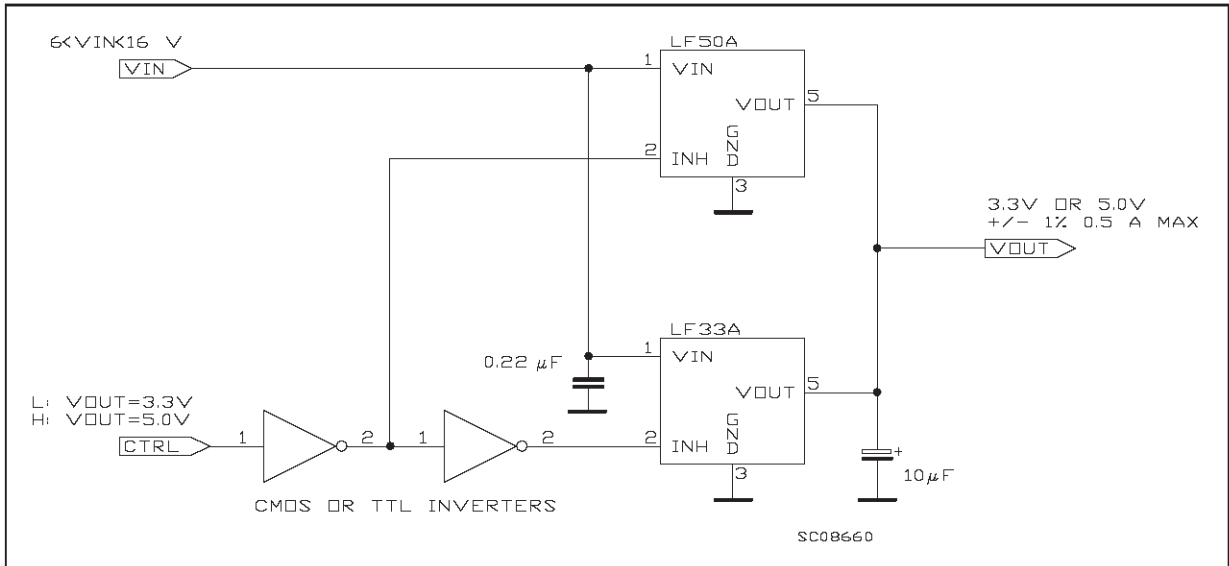 6<VIN<16 V
VIN
LF50A
1
VIN
VOUT
5
2
INH
GND
3
3.3V OR 5.0V
+/- 1% 0.5 A MAX
VOUT
LF33A
0.22 µF
1
VIN
VOUT
5
L: VOUT=3.3V
H: VOUT=5.0V
CTRL
1
2
1
2
2
INH
GND
3
+
10µF
CMOS OR TTL INVERTERS
SC08660